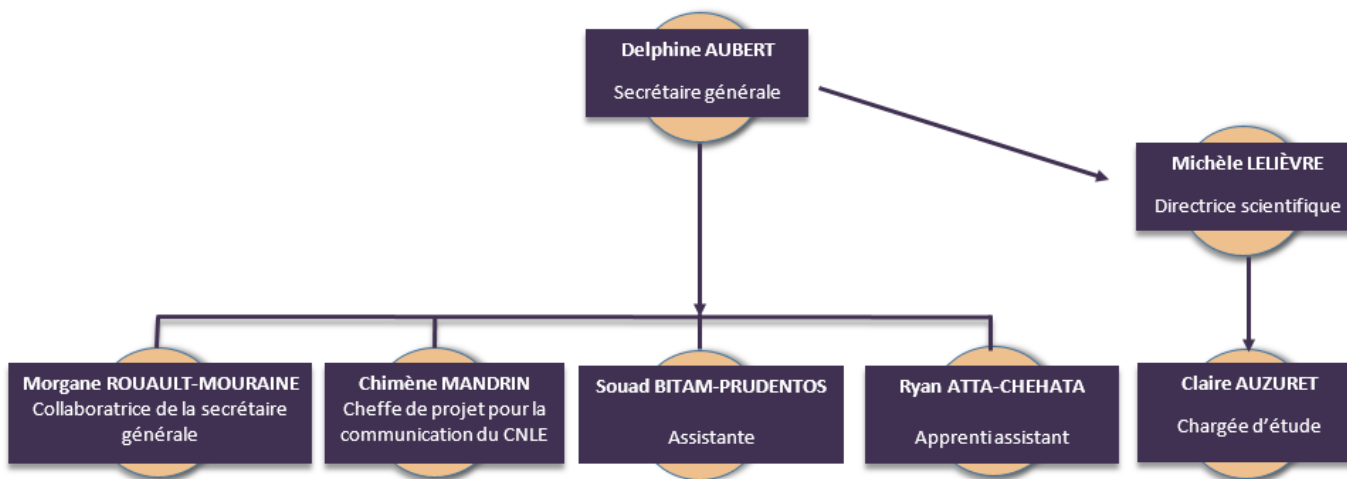 Delphine AUBERT
Secrétaire générale
Michèle LELIÈVRE
Directrice scientifique
Morgane ROUAULT-MOURAINE
Collaboratrice de la secrétaire
générale
Chimène MANDRIN
Cheffe de projet pour la
communication du CNLE
Souad BITAM-PRUDENTOS
Assistante
Ryan ATTA-CHEHATA
Apprenti assistant
Claire AUZURET
Chargée d’étude